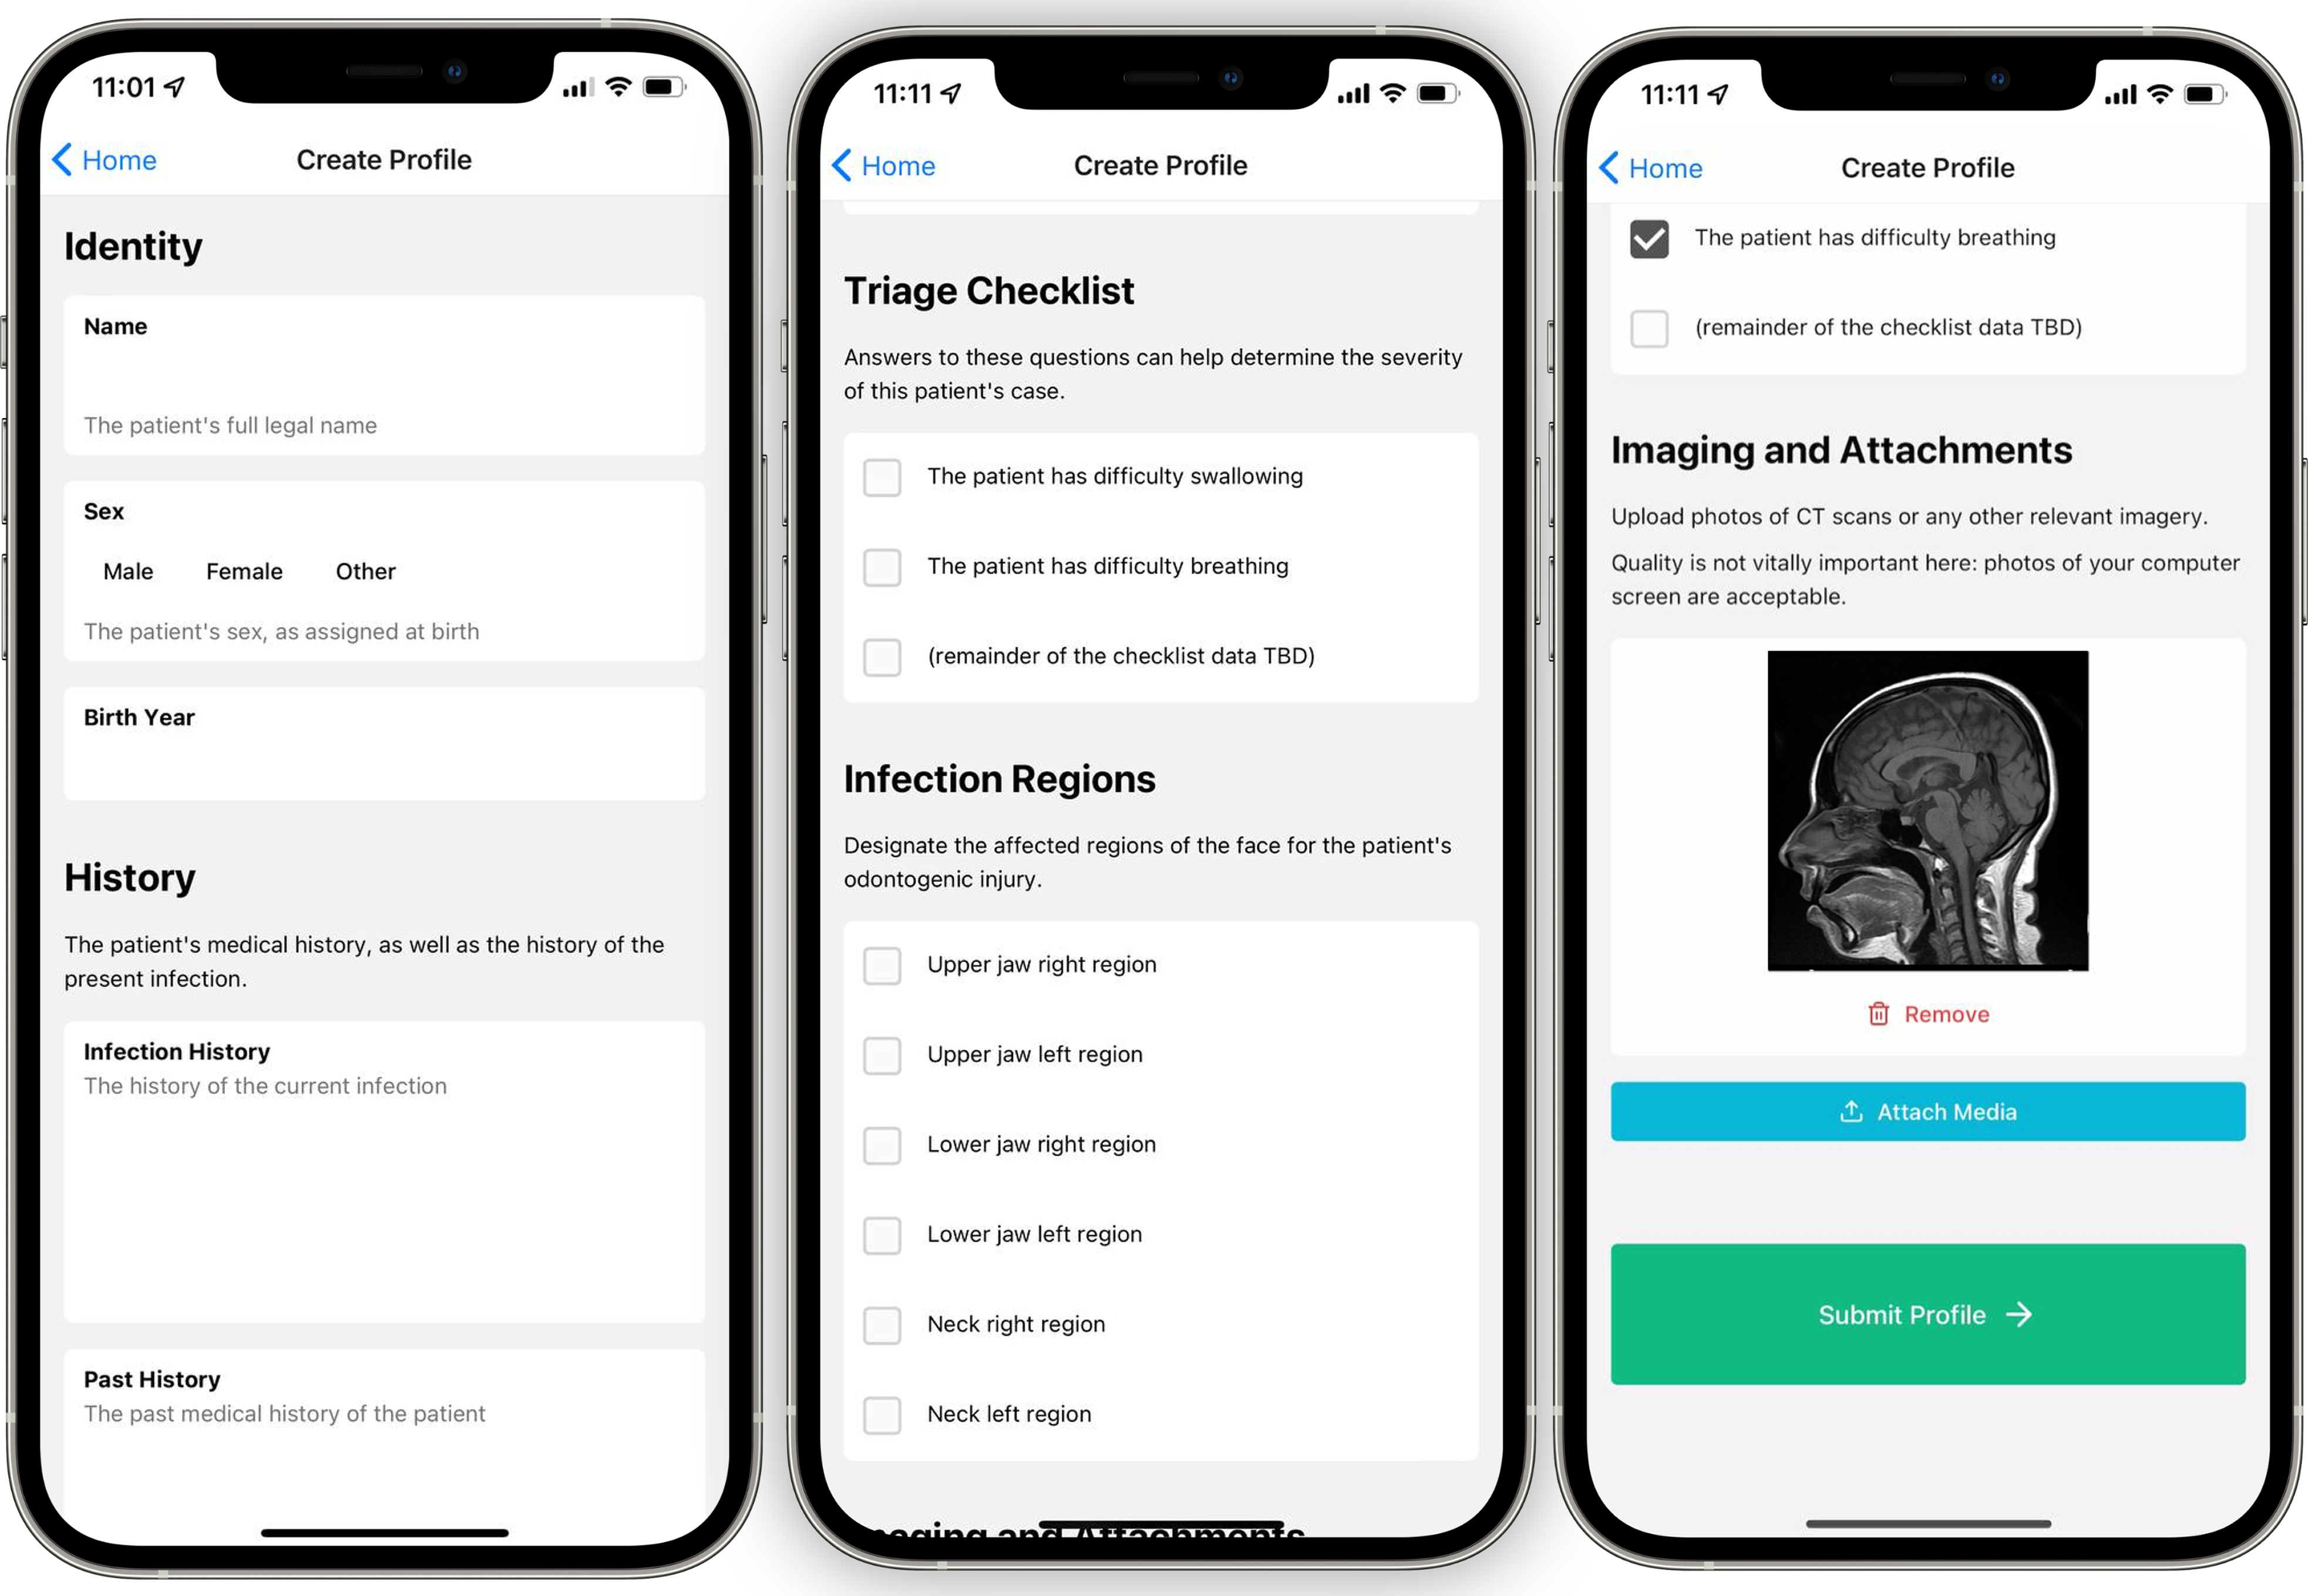 11:01
Home
Create Profile
Identity
Name
The patient's full legal name
Sex
Male Female Other
The patient's sex, as assigned at birth
Birth Year
History
The patient's medical history, as well as the history of the
present infection.
Infection History
The history of the current infection
Past History
The past medical history of the patient
11:11
Home
Create Profile
Triage Checklist
Answers to these questions can help determine the severity
of this patient's case.
The patient has difficulty swallowing
The patient has difficulty breathing
(remainder of the checklist data TBD)
Infection Regions
Designate the affected regions of the face for the patient's
odontogenic injury.
Upper jaw right region
Upper jaw left region
Lower jaw right region
Lower jaw left region
Neck right region
Neck left region
Imaging and Attachments
11:11
Home
Create Profile
The patient has difficulty breathing
(remainder of the checklist data TBD)
Imaging and Attachments
Upload photos of CT scans or any other relevant imagery.
Quality is not vitally important here: photos of your computer
screen are acceptable.
Remove
Attach Media
Submit Profile